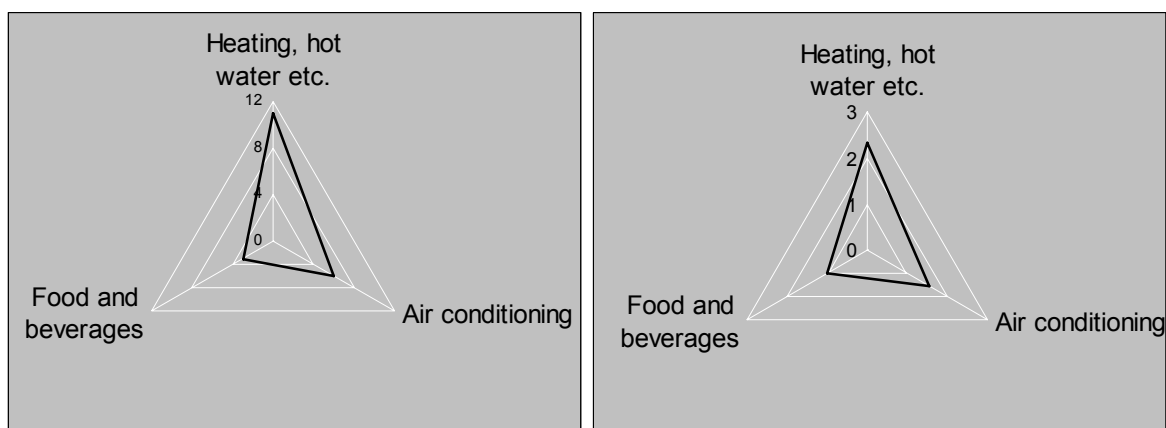 Heating, hot
water etc.
12
8
4
0
Food and
beverages
Air conditioning
Heating, hot
water etc.
3
2
1
0
Food and
beverages
Air conditioning